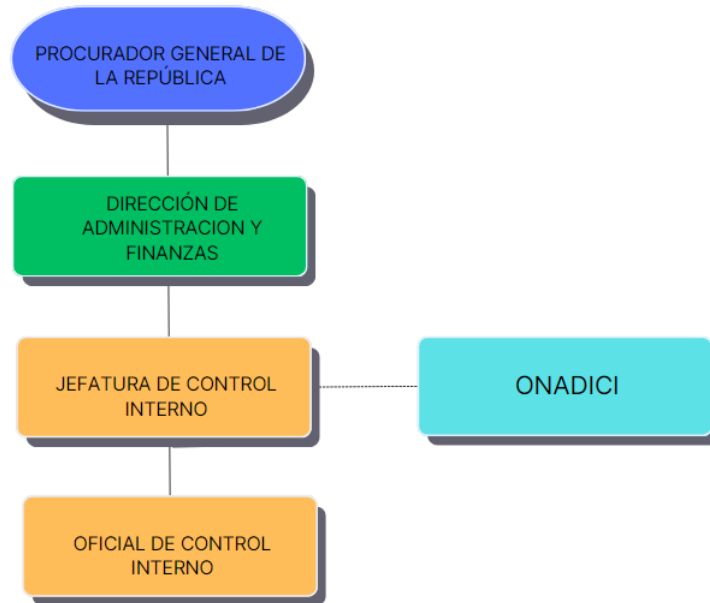 PROCURADOR GENERAL DE
LA REPÚBLICA
DIRECCIÓN DE
ADMINISTRACION Y
FINANZAS
JEFATURA DE CONTROL
INTERNO
ONADICI
OFICIAL DE CONTROL
INTERNO